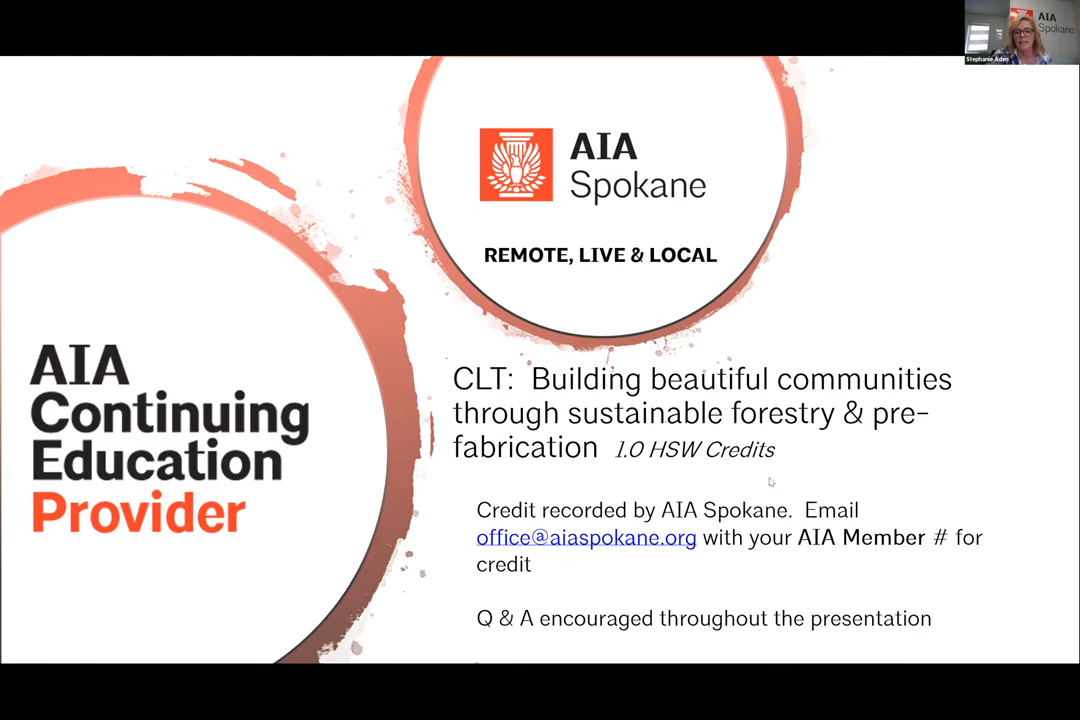 AIA
Spokane
Stephanie Aden
AIA
Spokane
REMOTE, LIVE & LOCAL
AIA
Continuing
Education
Provider
CLT: Building beautiful communities
through sustainable forestry & pre-
fabrication 1.0 HSW Credits
Credit recorded by AIA Spokane. Email
office@aiaspokane.org with your AIA Member # for
credit
Q & A encouraged throughout the presentation